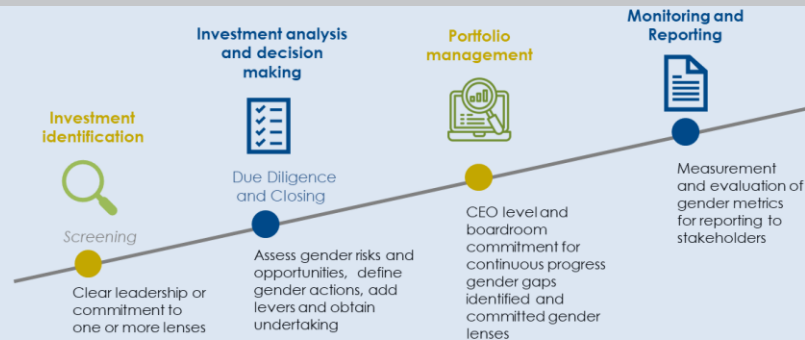 Investment
identification
Screening
Clear leadership or
commitment to
one or more lenses
Investment analysis
and decision
making
Due Diligence
and Closing
Assess gender risks and
opportunities, define
gender actions, add
levers and obtain
undertaking
Portfolio
management
CEO level and
boardroom
commitment for
continuous progress
gender gaps
identified and
committed gender
lenses
Monitoring and
Reporting
Measurement
and evaluation of
gender metrics
for reporting to
stakeholders